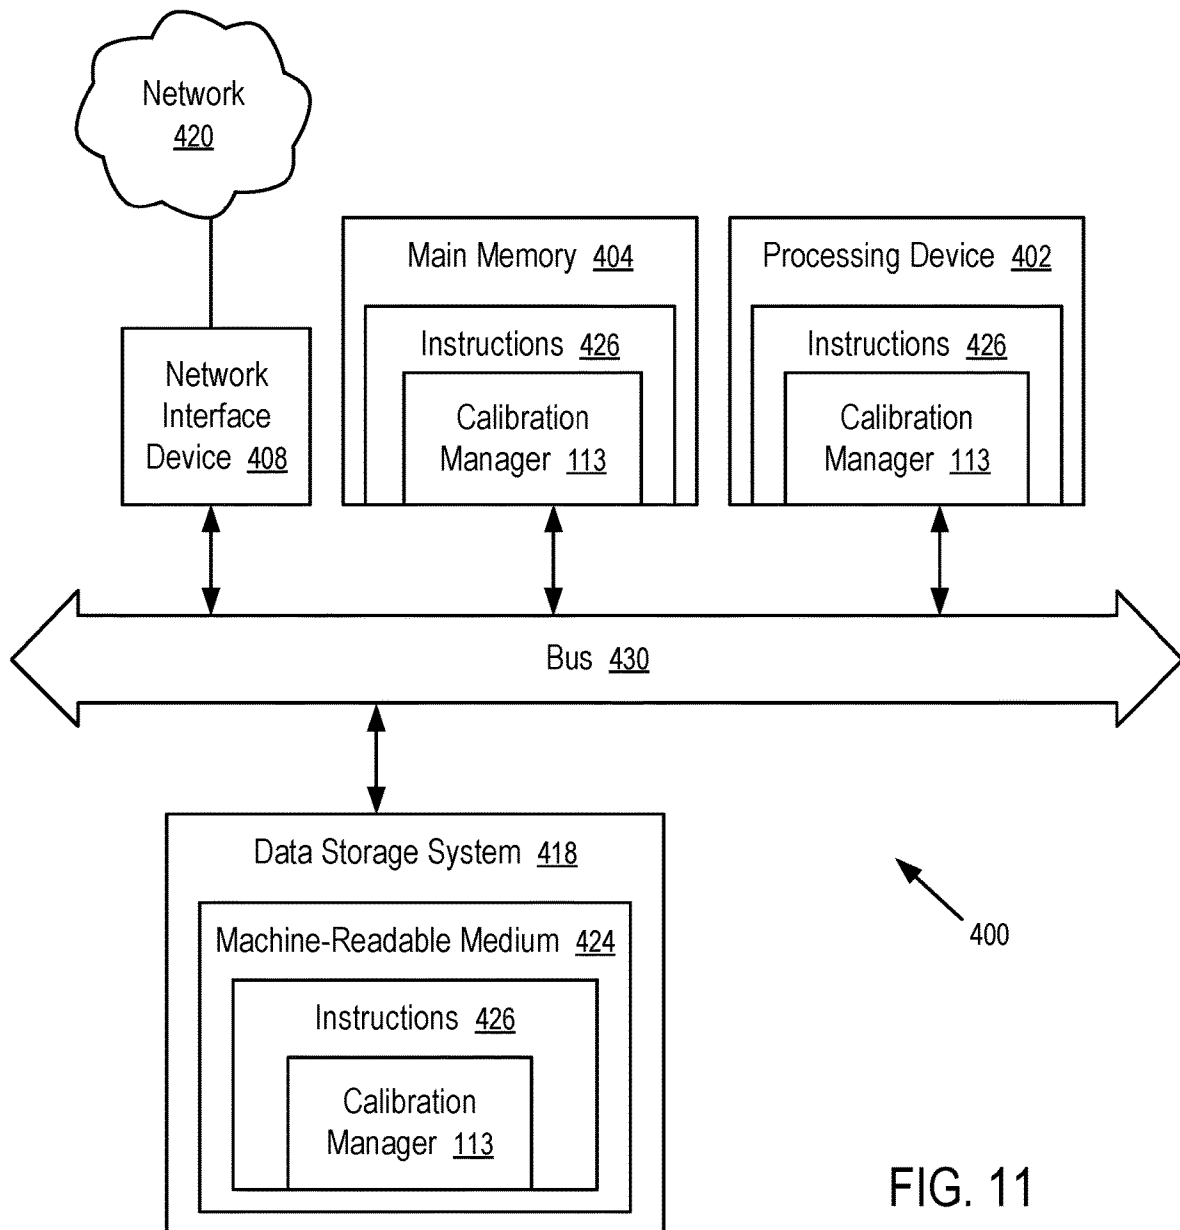 Network
420
Main Memory 404
Processing Device 402
Instructions 426
Instructions 426
Network
Interface
Device 408
Calibration
Manager 113
Calibration
Manager 113
Bus 430
Data Storage System 418
Machine-Readable Medium 424
400
Instructions 426
Calibration
Manager 113
FIG. 11